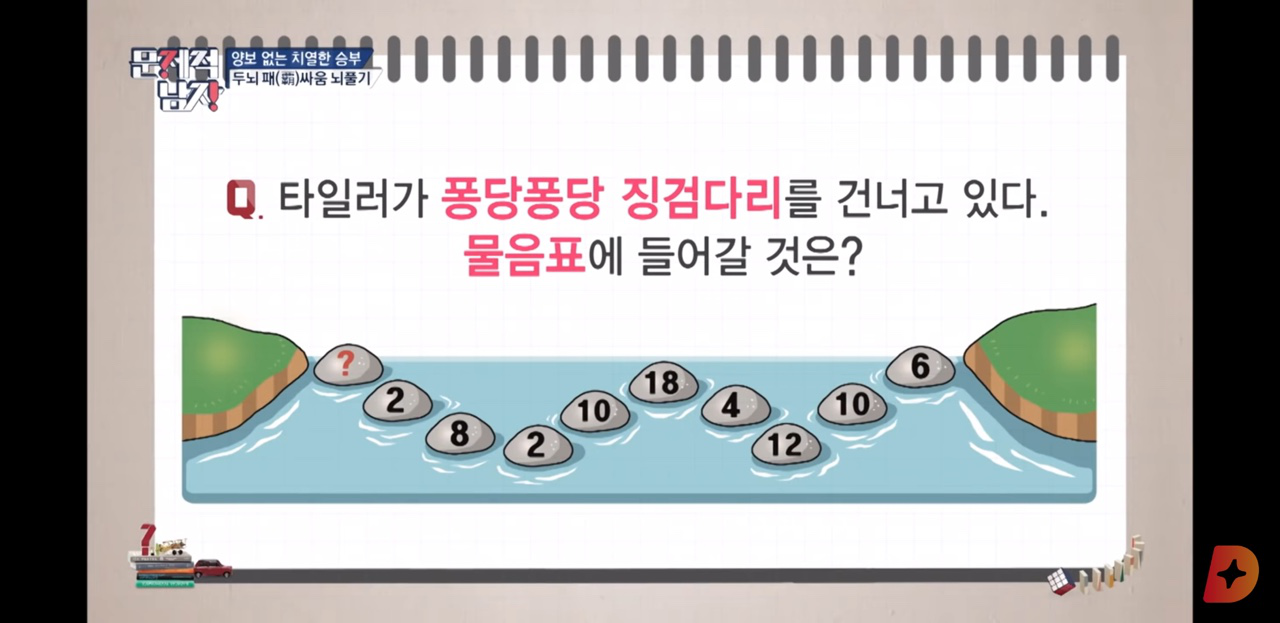 문제적
남자!
양보 없는 치열한 승부
두뇌 패(霸)싸움 뇌풀기
Q. 타일러가 퐁당퐁당 징검다리를 건너고 있다.
물음표에 들어갈 것은?
? 2 8 2 10 18 4 12 10 6